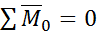 ∑ M̅₀ = 0